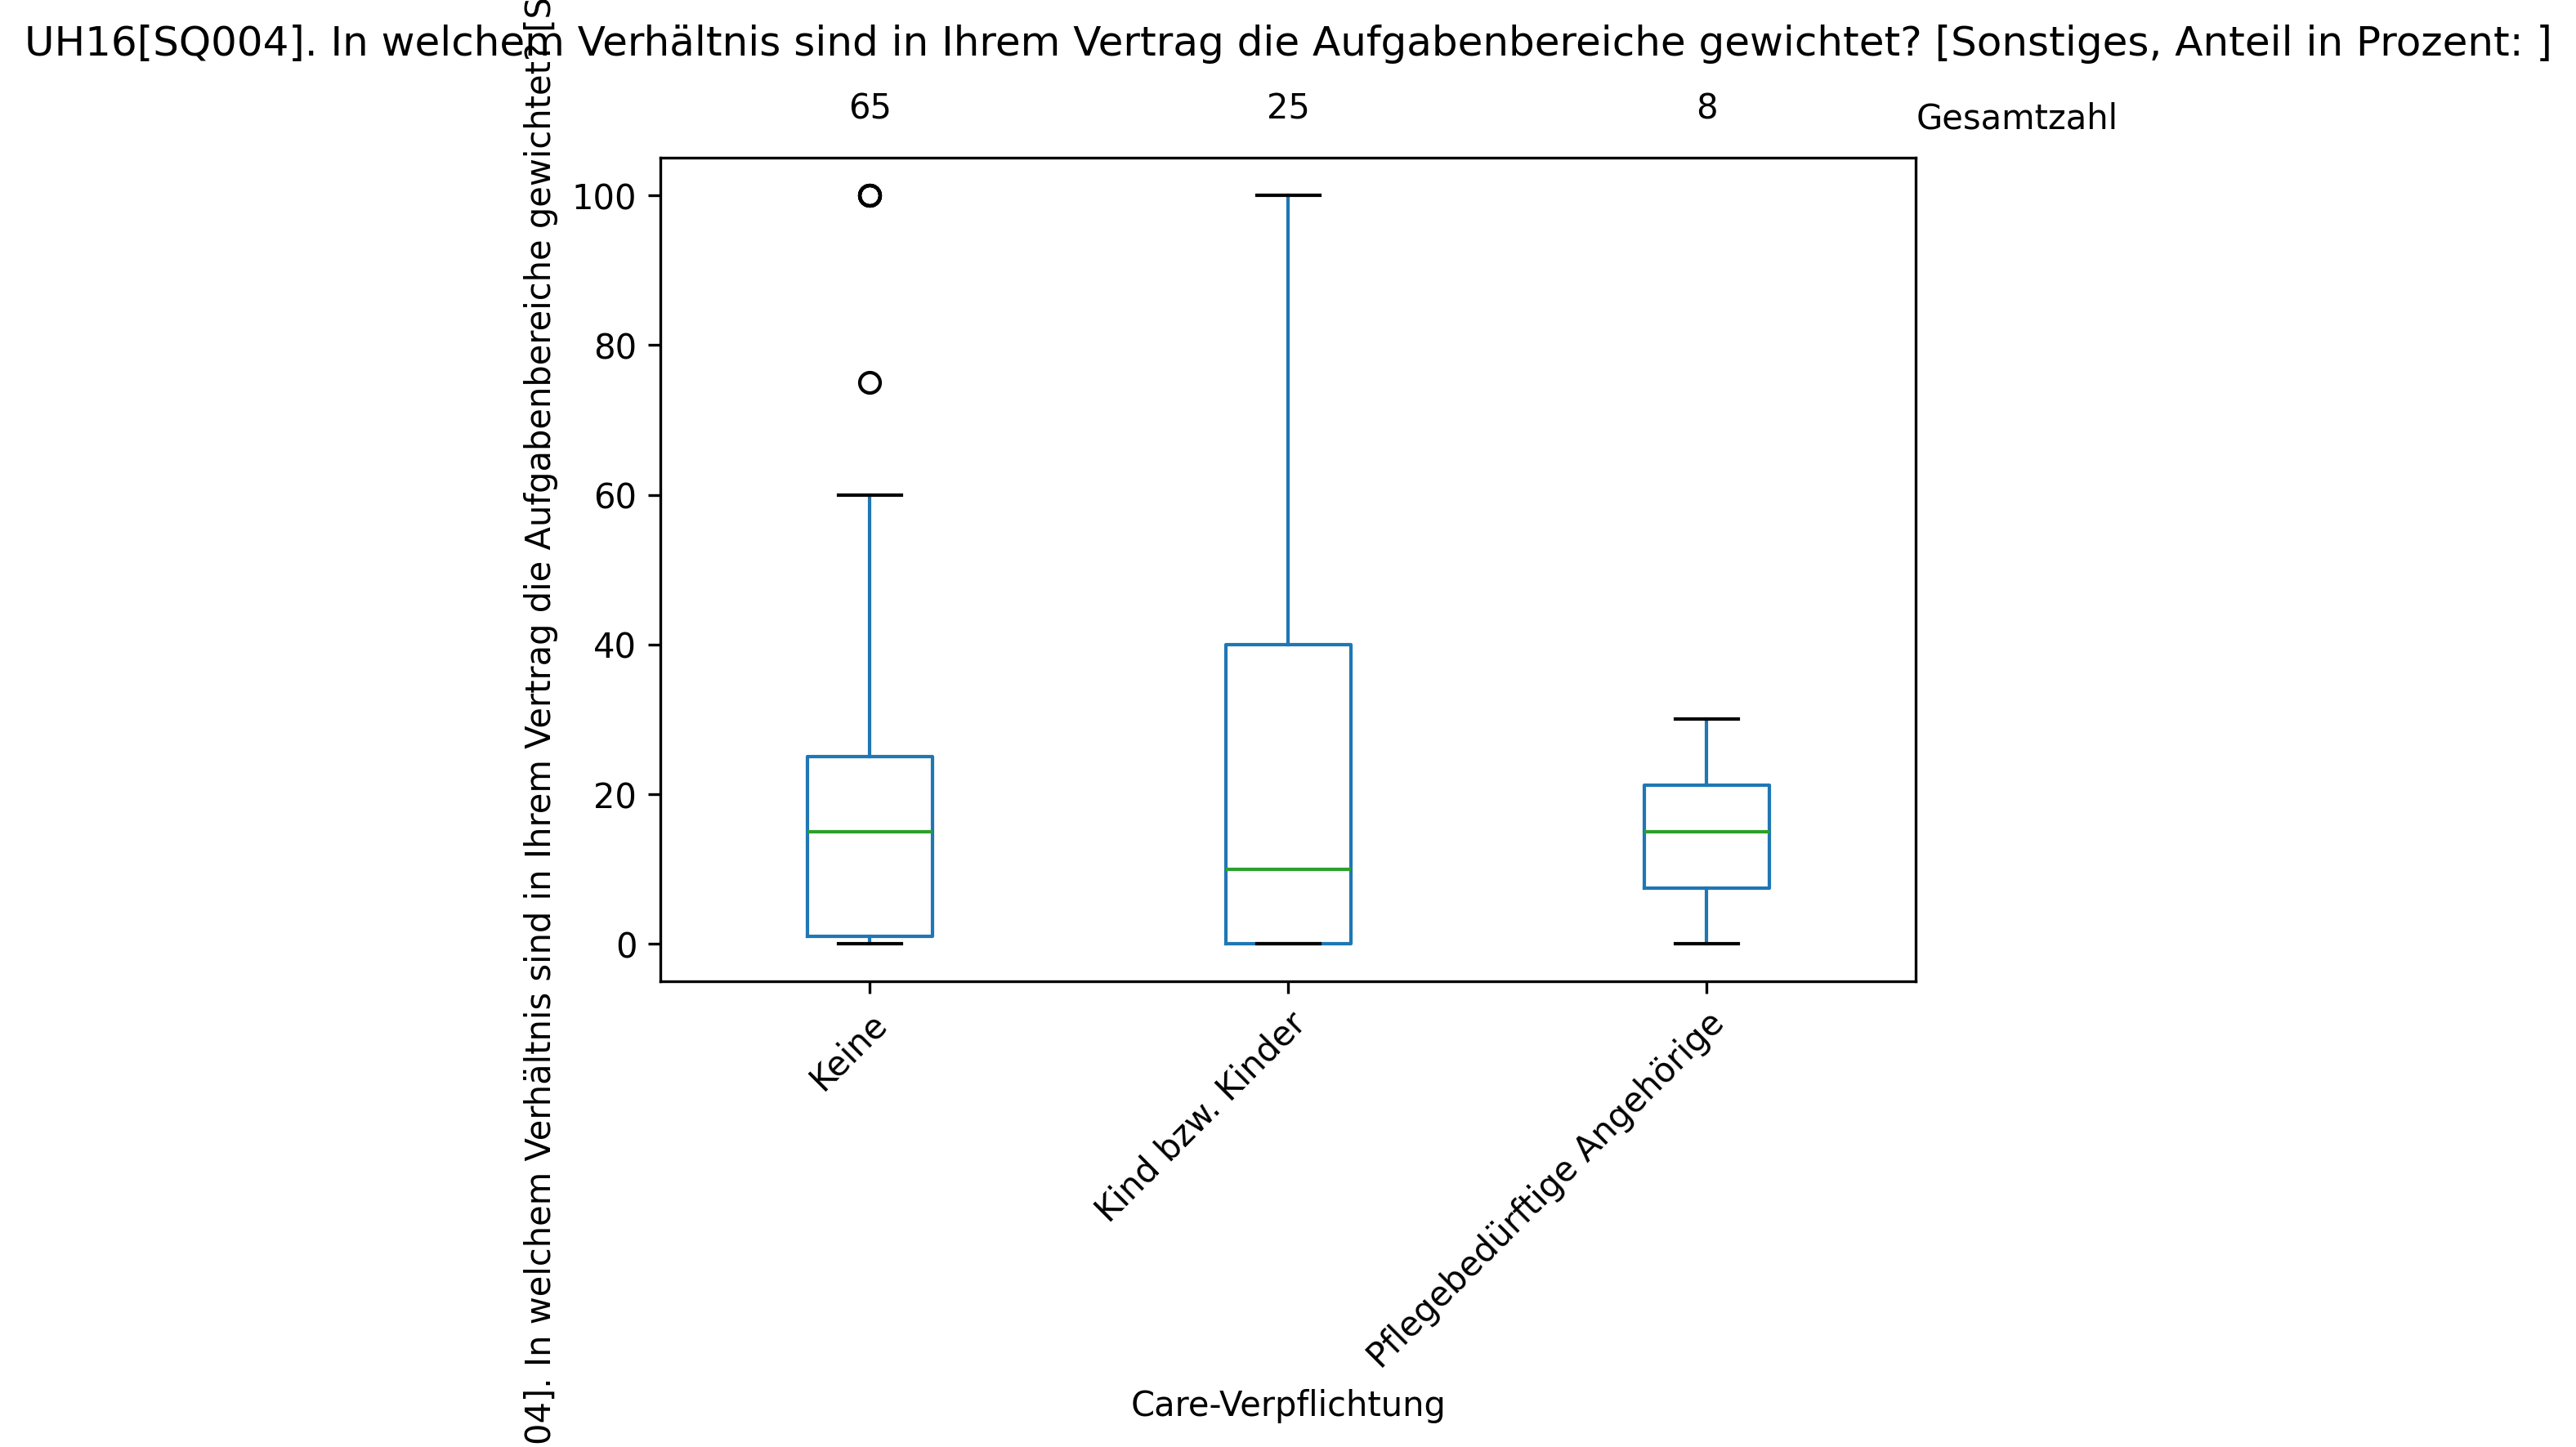 UH16[SQ004]. In welchem Verhältnis sind in Ihrem Vertrag die Aufgabenbereiche gewichtet? [Sonstiges, Anteil in Prozent: ]
65 25 8 Gesamtzahl
04]. In welchem Verhältnis sind in Ihrem Vertrag die Aufgabenbereiche gewichtet?[S
100
80
60
40
20
0
Keine
Kind bzw. Kinder
Pflegebedürftige Angehörige
Care-Verpflichtung